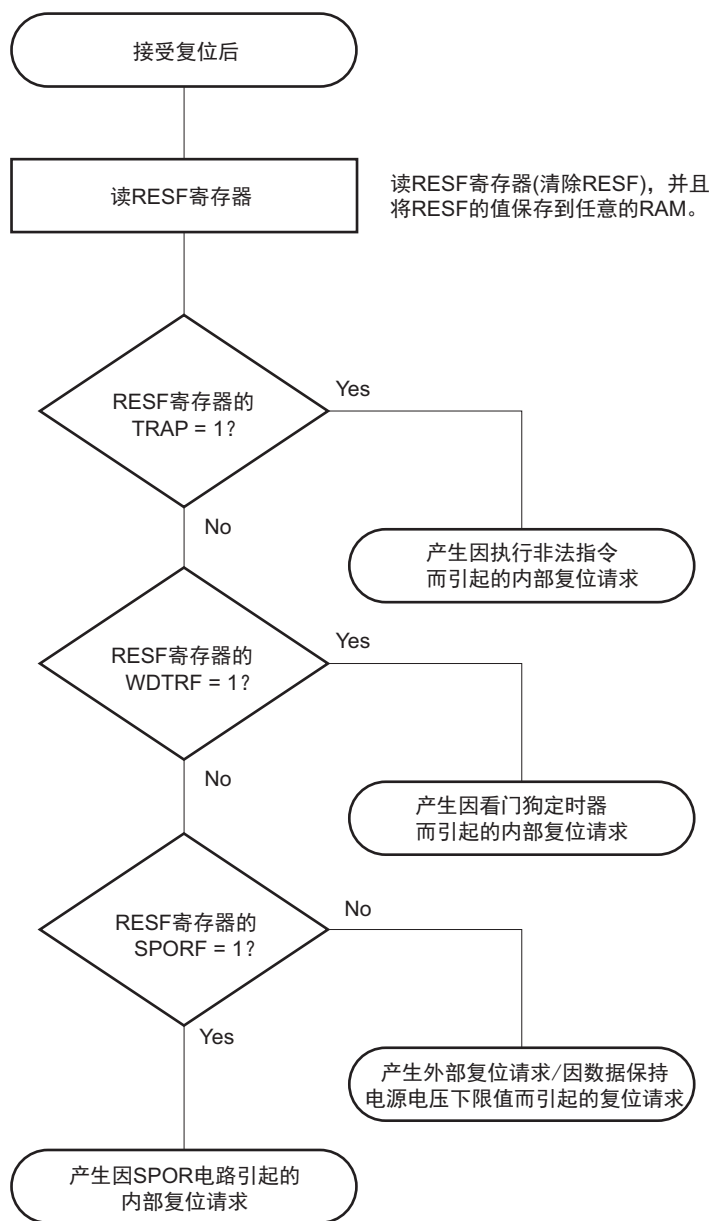 接受复位后
读RESF寄存器
读RESF寄存器(清除RESF)，并且
将RESF的值保存到任意的RAM。
RESF寄存器的
TRAP = 1?
Yes
No
产生因执行非法指令
而引起的内部复位请求
RESF寄存器的
WDTRF = 1?
Yes
No
产生因看门狗定时器
而引起的内部复位请求
RESF寄存器的
SPORF = 1?
No
Yes
产生外部复位请求/因数据保持
电源电压下限值而引起的复位请求
产生因SPOR电路引起的
内部复位请求